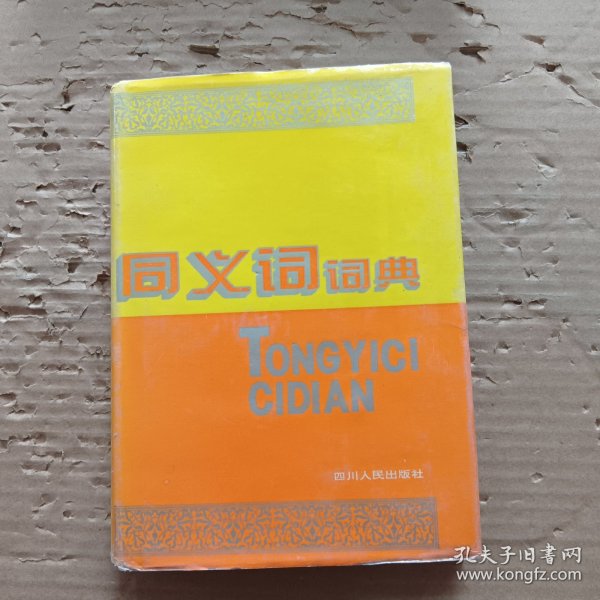 同义词词典
TONGYICI
CIDIAN
四川人民出版社
孔夫子旧書网
www.kongfz.com